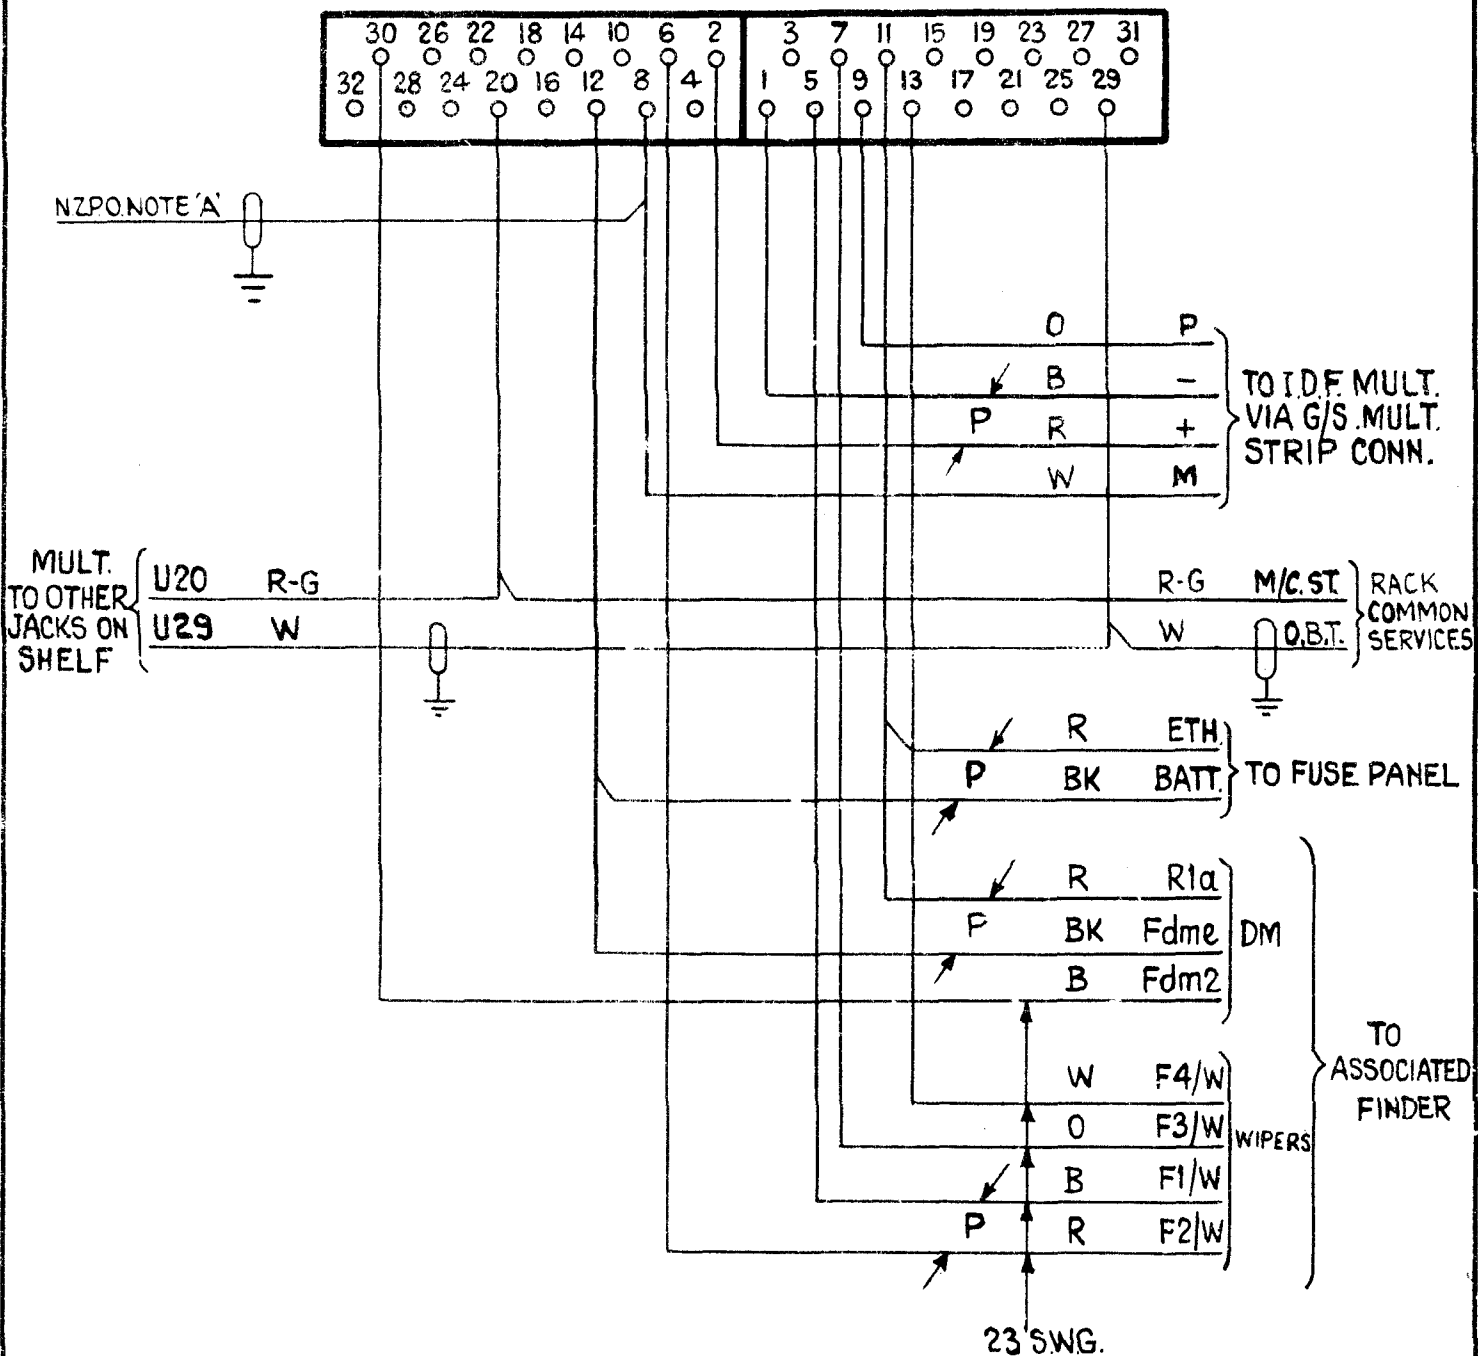 30 26 22 18 14 10 6 2 3 7 11 15 19 23 27 31
32 28 24 20 16 12 8 4 1 5 9 13 17 21 25 29
N.Z.P.O. NOTE 'A'
O P
B -
P R +
W M
TO I.D.F. MULT.
VIA G/S. MULT.
STRIP CONN.
MULT.
TO OTHER
JACKS ON
SHELF
U20 R-G
U29 W
R-G M/C. ST.
W O.B.T.
RACK
COMMON
SERVICES
R ETH.
P BK BATT.
TO FUSE PANEL
R R1a
P BK Fdme
B Fdm2
DM
W F4/W
O F3/W
B F1/W
P R F2/W
WIPERS
TO
ASSOCIATED
FINDER
23 S.W.G.